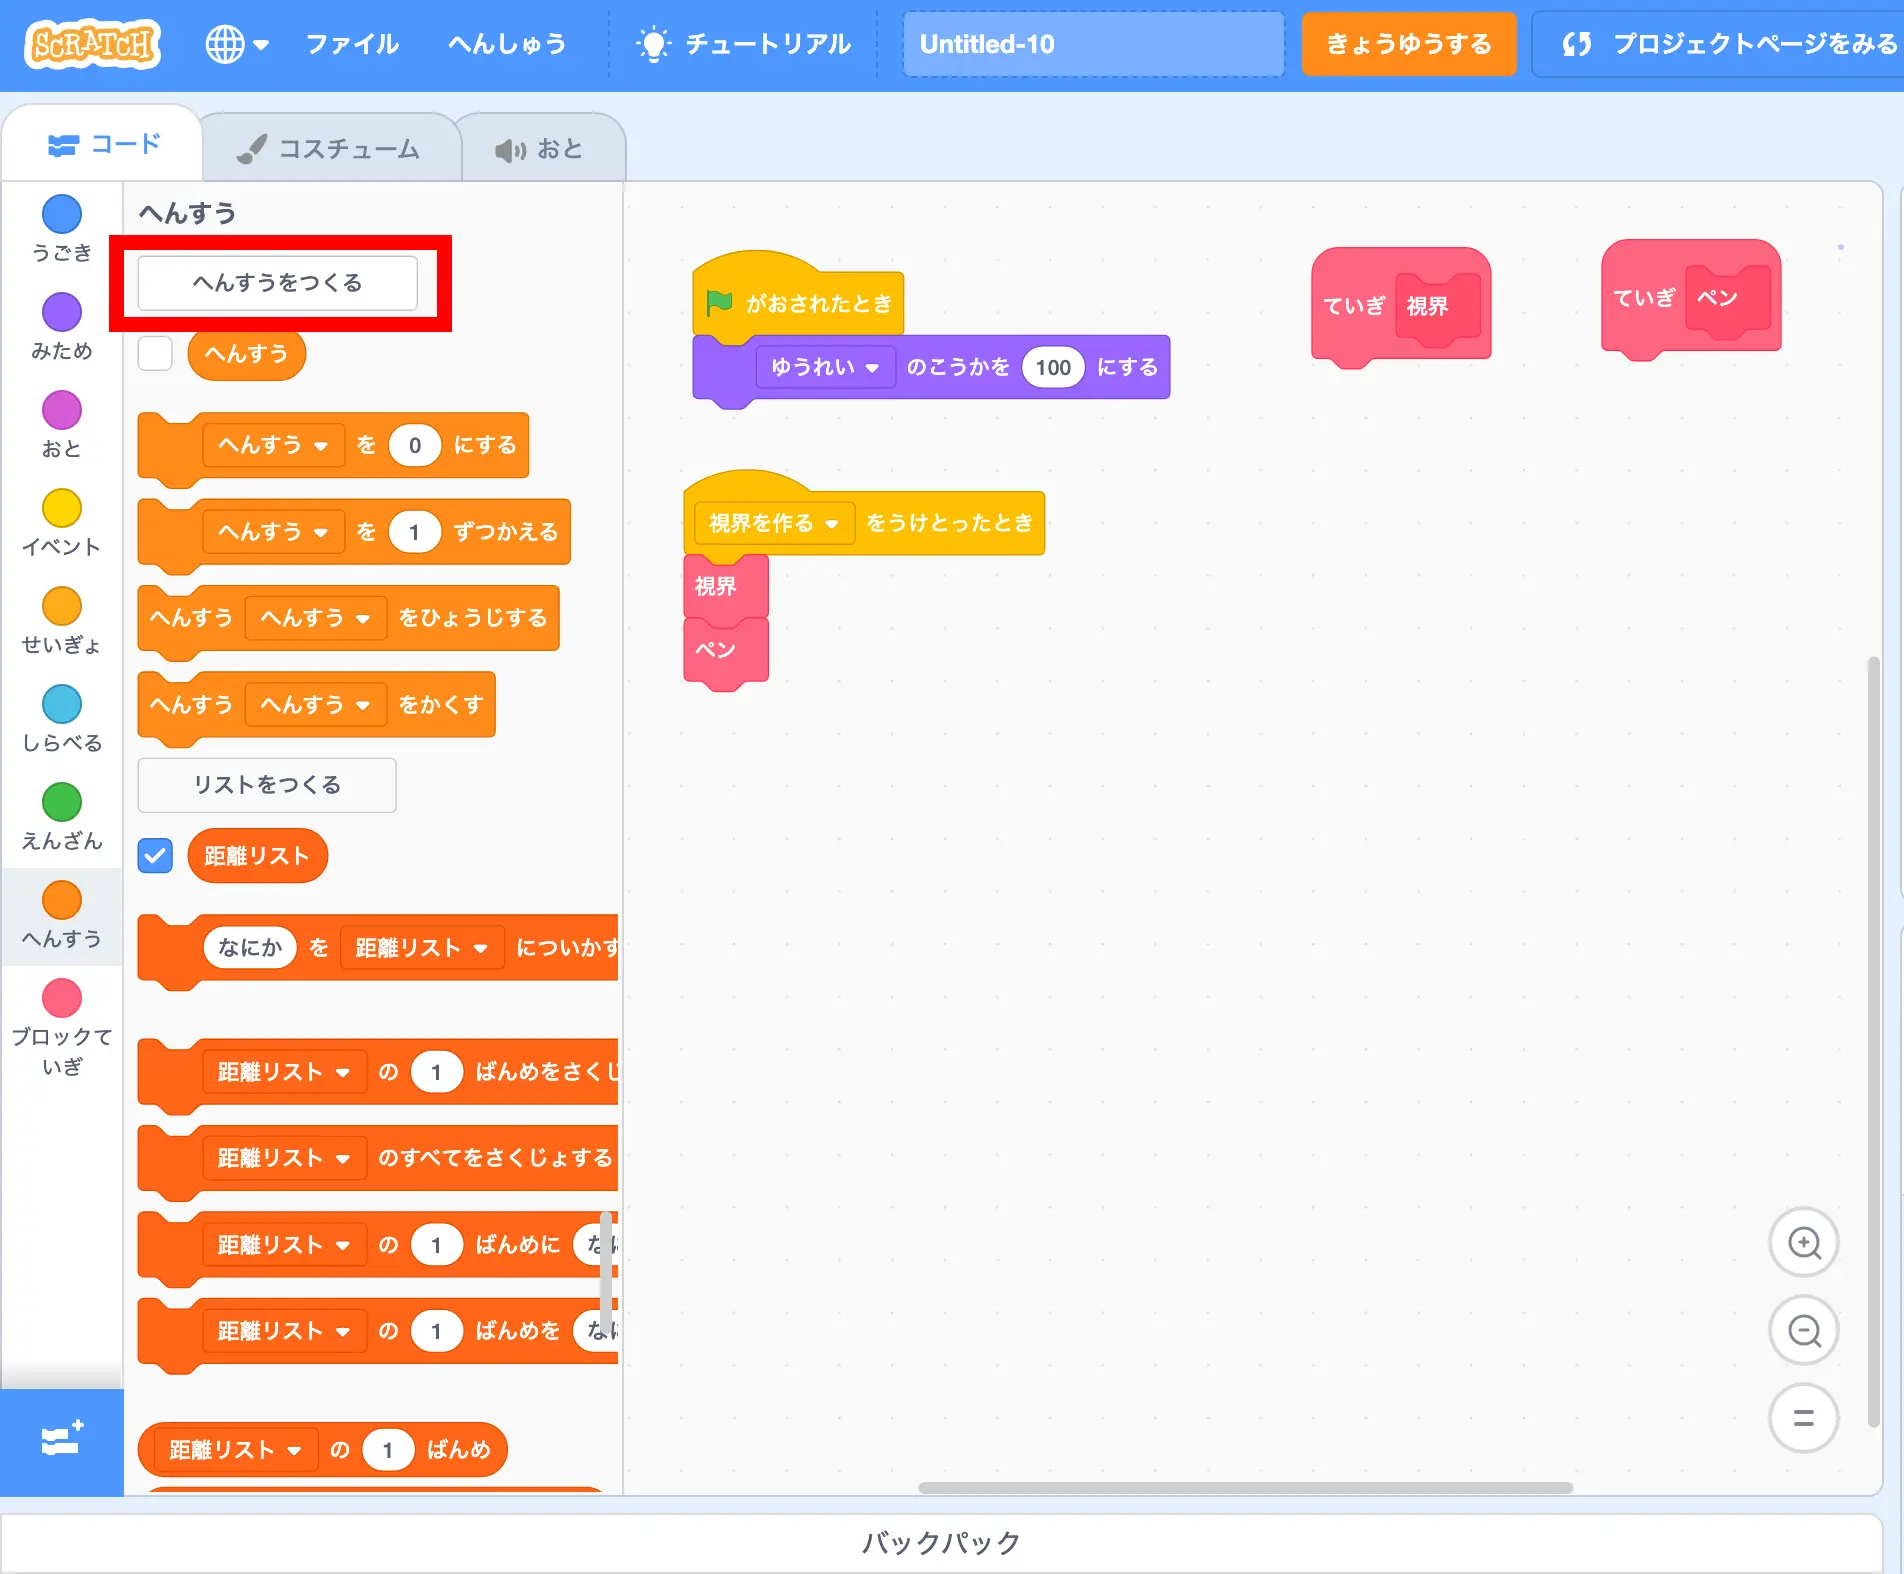 SCRATCH ファイル へんしゅう チュートリアル Untitled-10 きょうゆうする プロジェクトページをみる
コード コスチューム おと
うごき
みため
おと
イベント
せいぎょ
しらべる
えんざん
へんすう
ブロックて
いぎ
へんすう
へんすうをつくる
へんすう
へんすう を 0 にする
へんすう を 1 ずつかえる
へんすう へんすう をひょうじする
へんすう へんすう をかくす
リストをつくる
距離リスト
なにか を 距離リスト についかす
距離リスト の 1 ばんめをさくじ
距離リスト のすべてをさくじょする
距離リスト の 1 ばんめに
距離リスト の 1 ばんめを
距離リスト の 1 ばんめ
がおされたとき
ゆうれい のこうかを 100 にする
視界を作る をうけとったとき
視界
ペン
ていぎ 視界
ていぎ ペン
バックパック